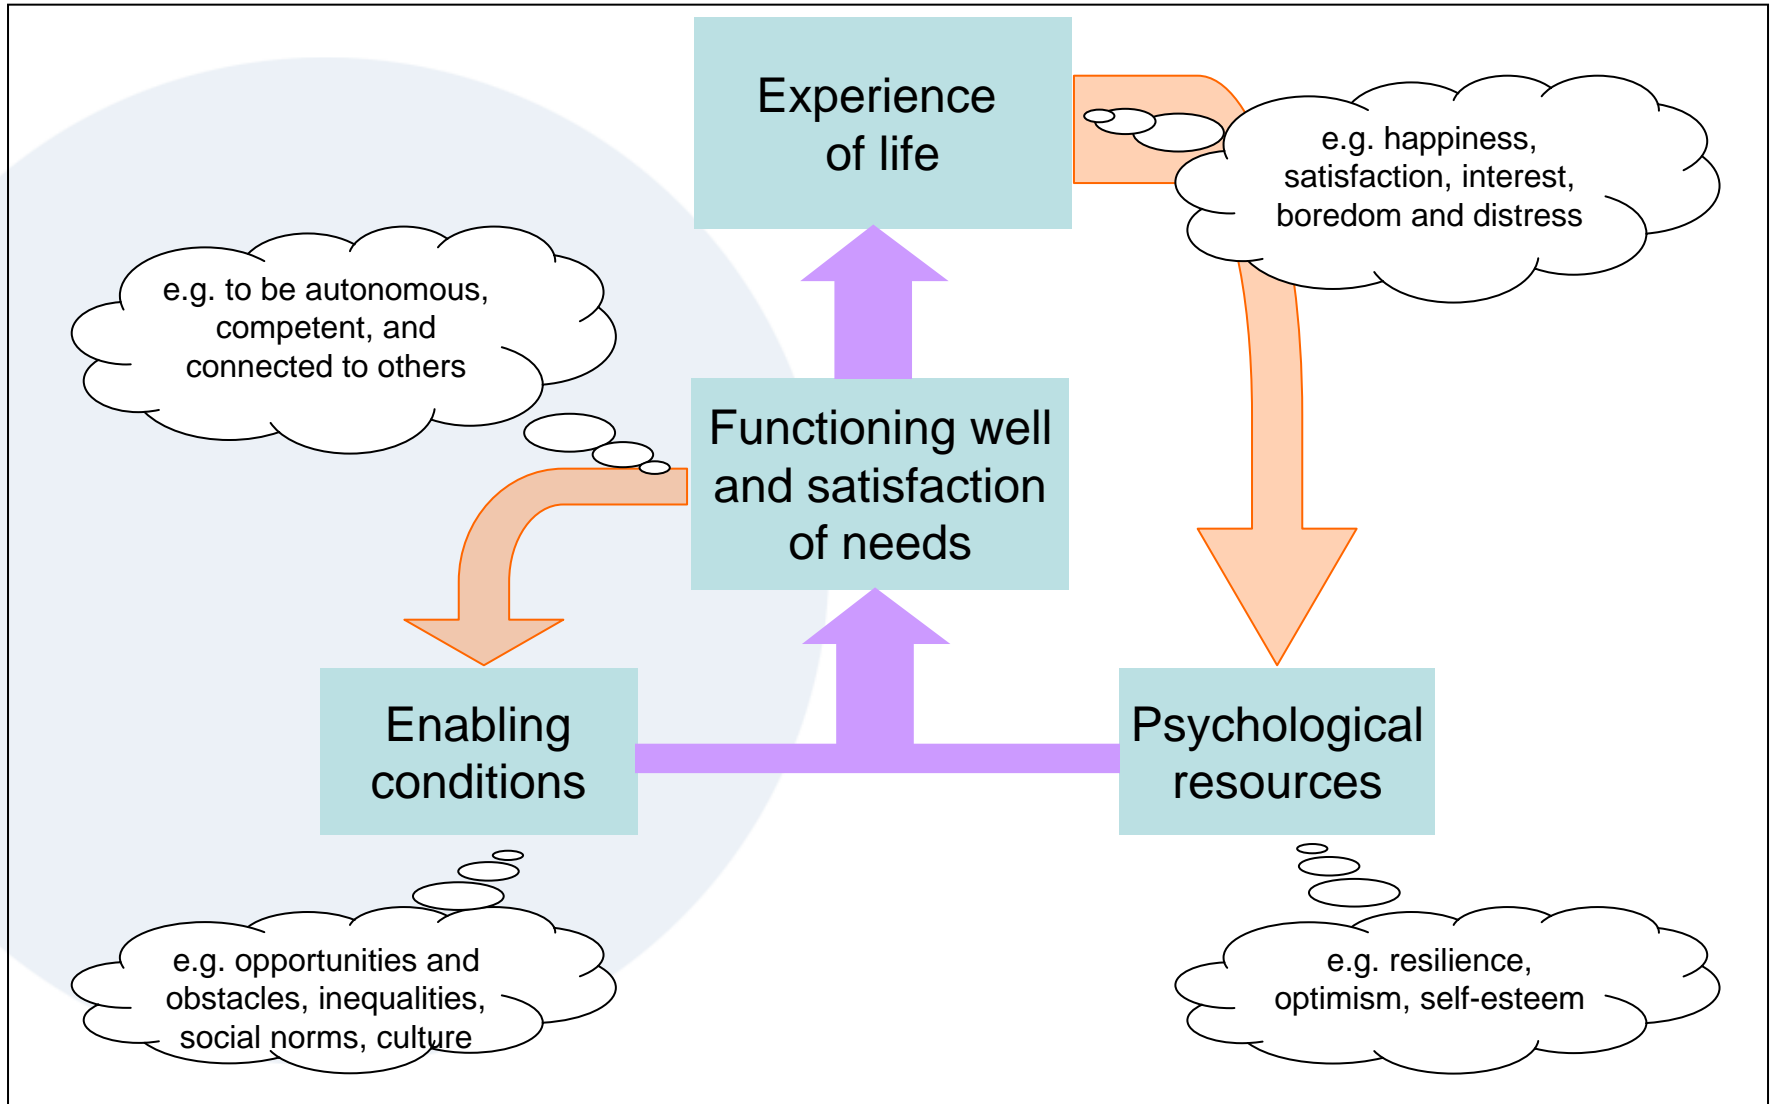 Experience
of life
e.g. happiness,
satisfaction, interest,
boredom and distress
e.g. to be autonomous,
competent, and
connected to others
Functioning well
and satisfaction
of needs
Enabling
conditions
Psychological
resources
e.g. opportunities and
obstacles, inequalities,
social norms, culture
e.g. resilience,
optimism, self-esteem